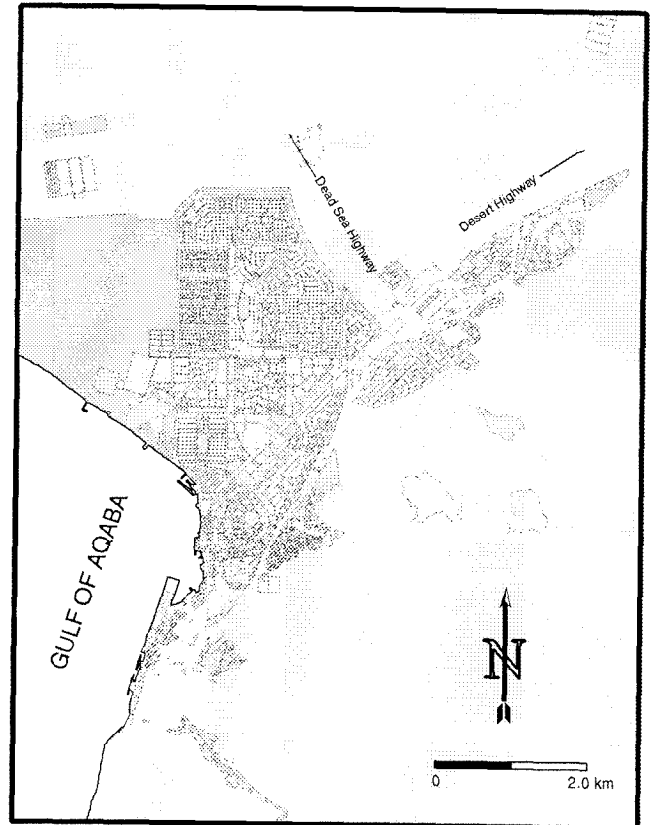 Dead Sea Highway
Desert Highway
GULF OF AQABA
N
0 2.0 km